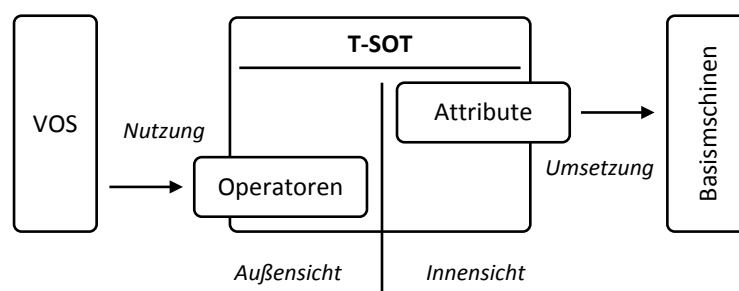 T-SOT
VOS
Nutzung
Operatoren
Attribute
Umsetzung
Basismschinen
Außensicht
Innensicht